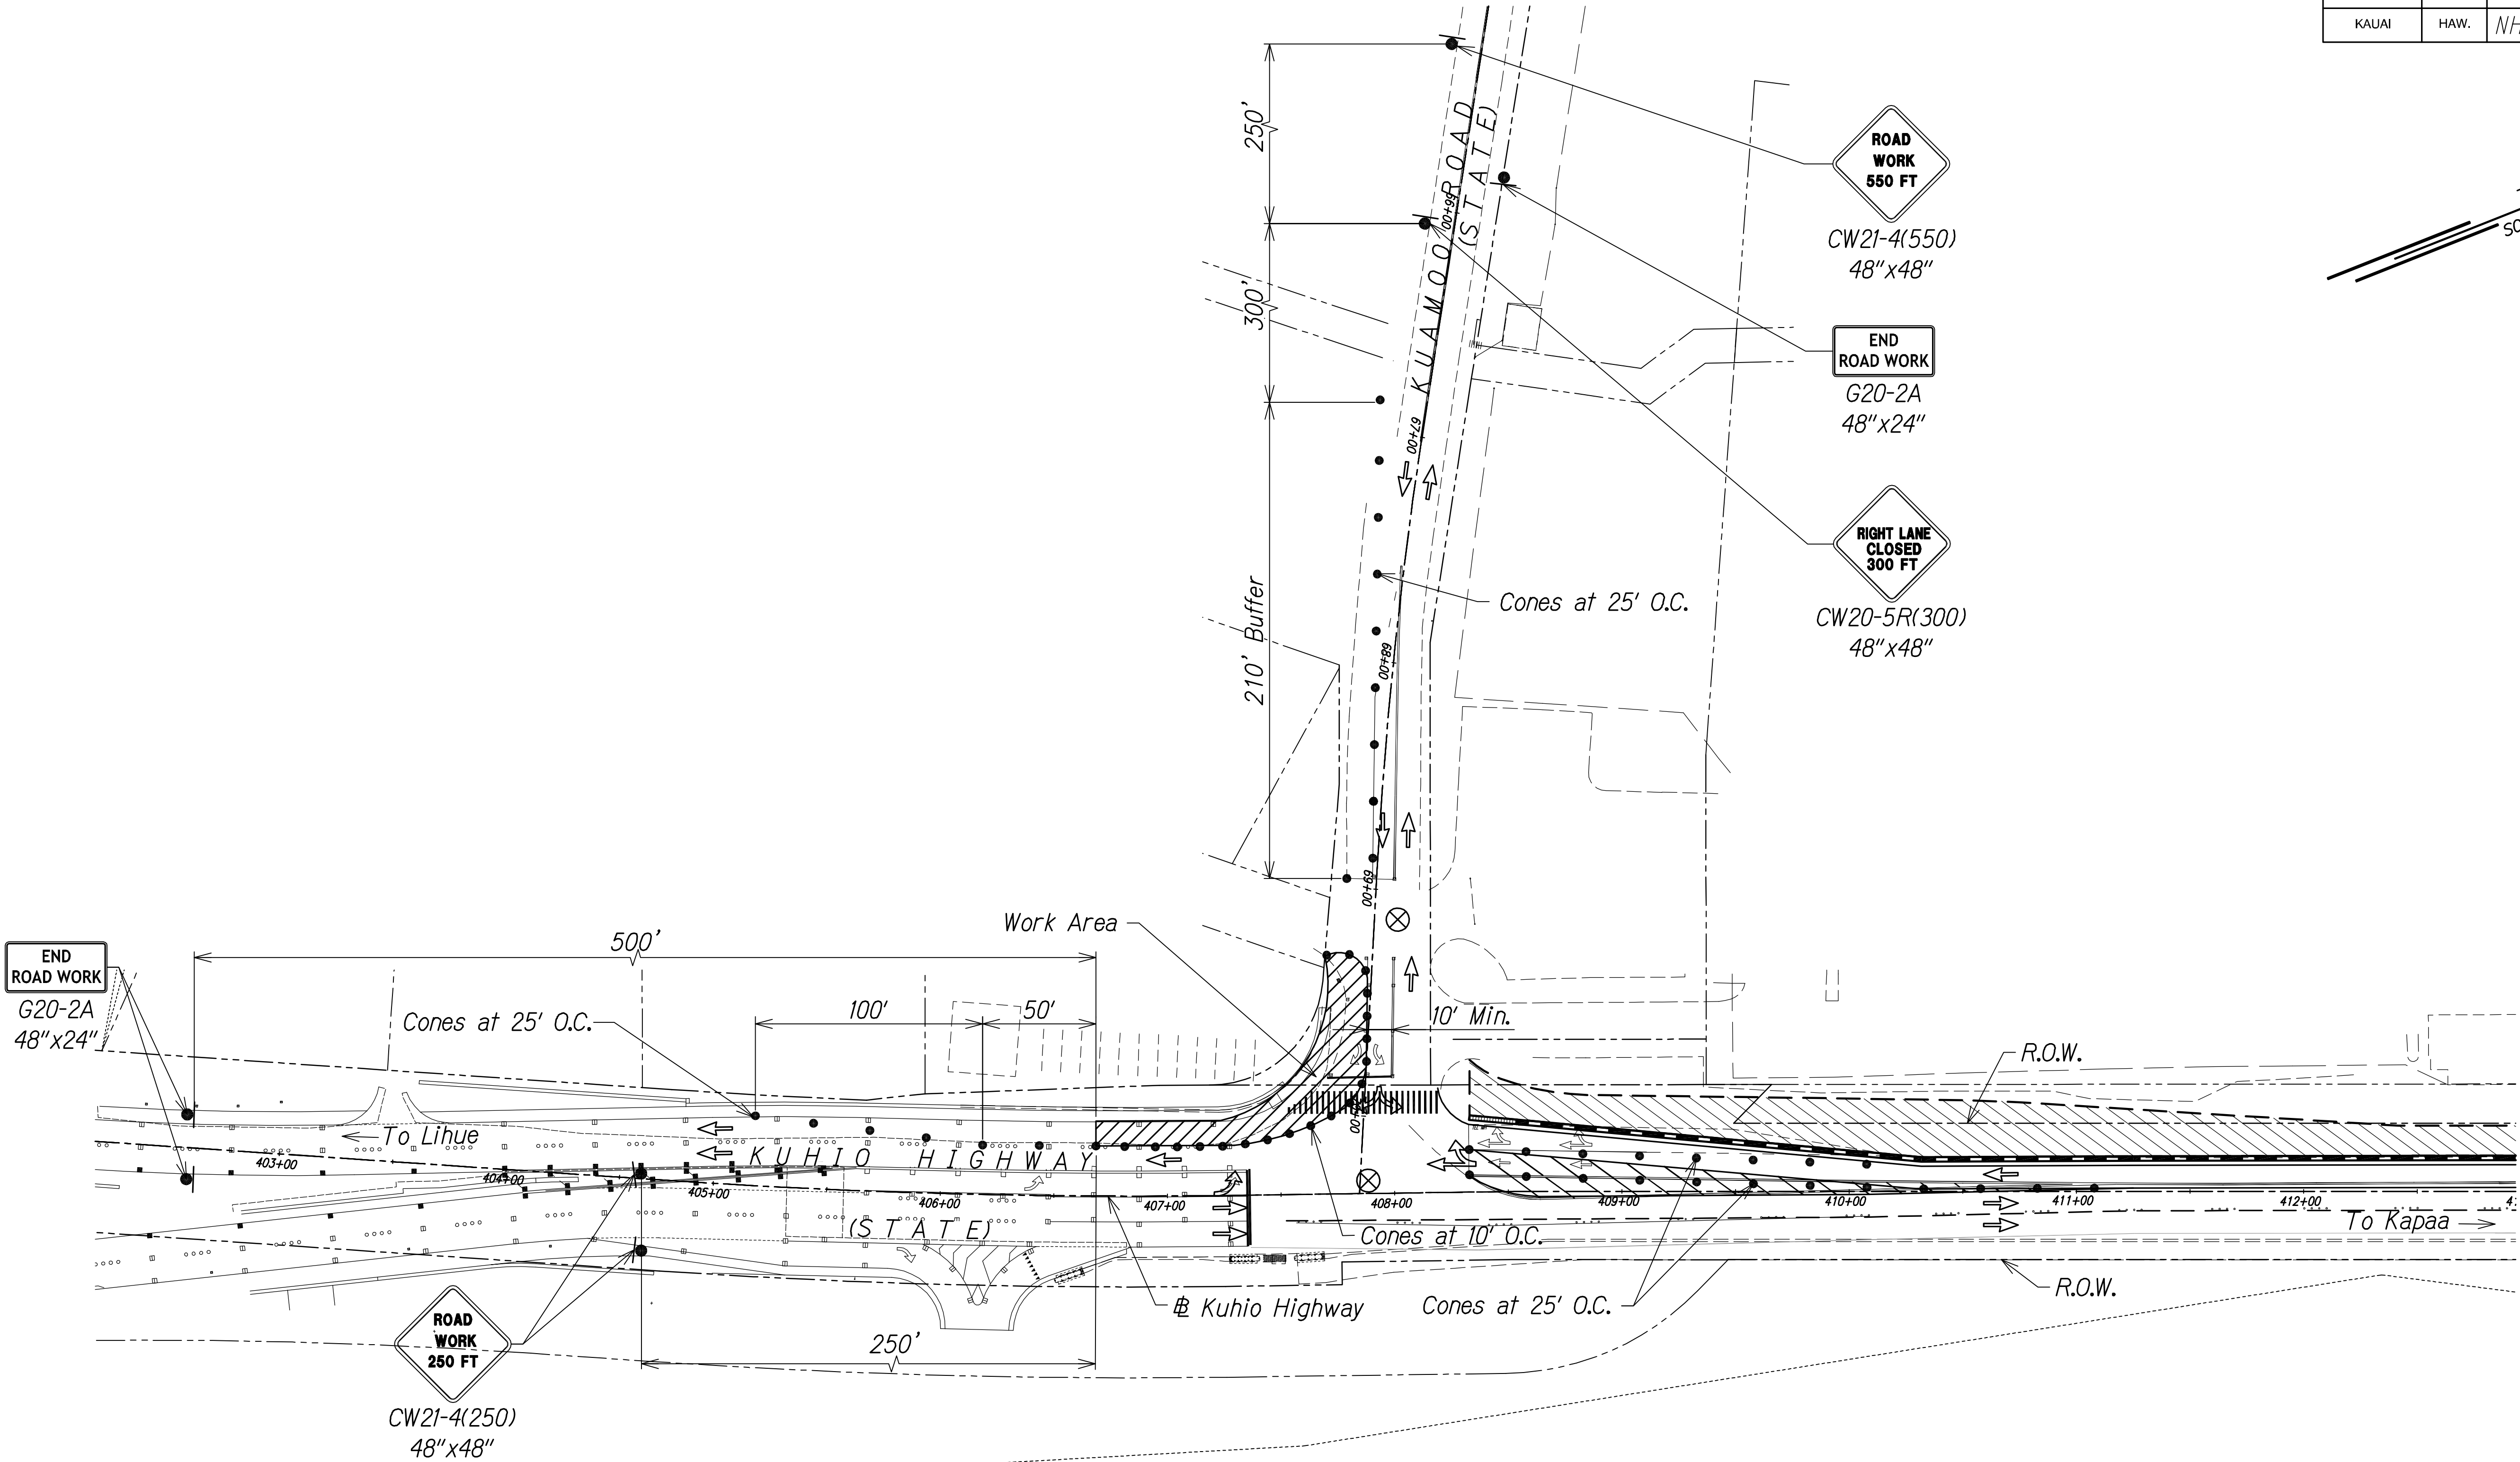 KAUAI HAW. NH
250'
ROAD
WORK
550 FT
CW21-4(550)
48"x48"
KUAMOO ROAD
(STATE)
66+00
300'
END
ROAD WORK
G20-2A
48"x24"
67+00
RIGHT LANE
CLOSED
300 FT
CW20-5R(300)
48"x48"
210' Buffer
Cones at 25' O.C.
68+00
69+00
Work Area
500'
END
ROAD WORK
G20-2A
48"x24"
Cones at 25' O.C.
100'
50'
10' Min.
R.O.W.
To Lihue
KUHIO HIGHWAY
403+00
404+00
405+00
406+00
407+00
408+00
409+00
410+00
411+00
412+00
(STATE)
Cones at 10' O.C.
To Kapaa
Kuhio Highway
Cones at 25' O.C.
R.O.W.
250'
ROAD
WORK
250 FT
CW21-4(250)
48"x48"